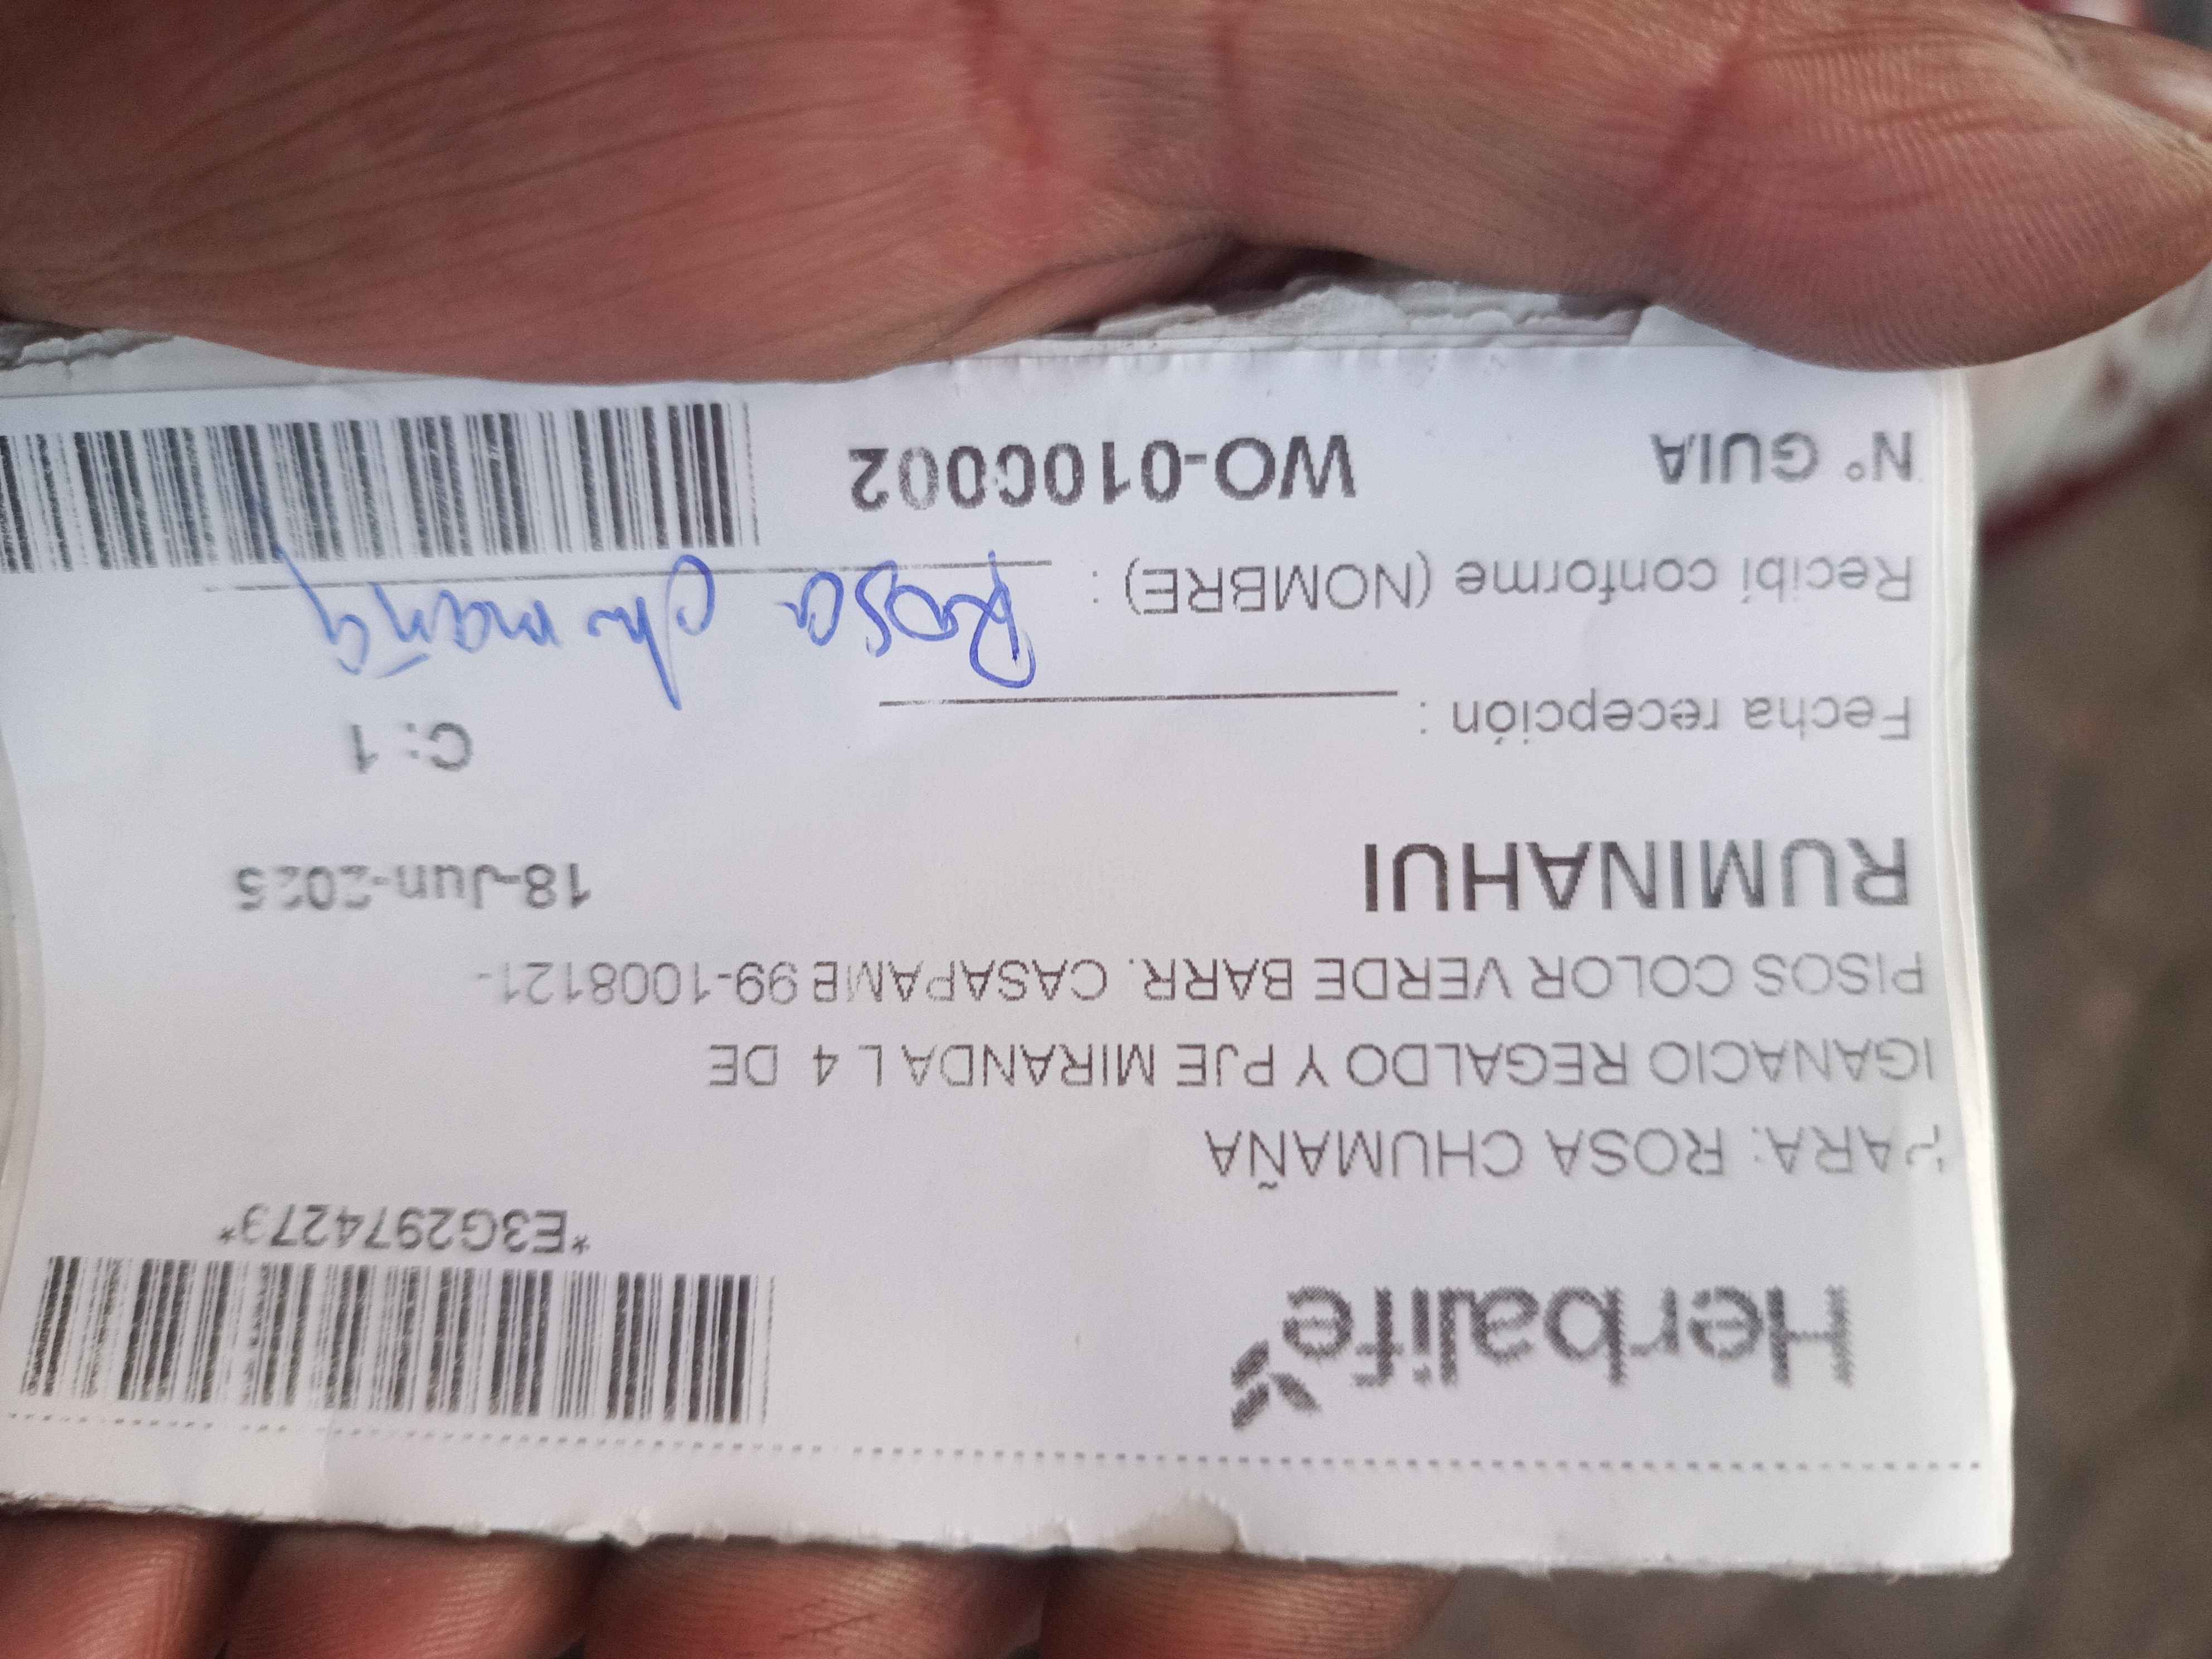 Herbalife
*E3G2974273*
PARA: ROSA CHUMAÑA
IGANACIO REGALDO Y PJE MIRANDA L 4 DE
PISOS COLOR VERDE BARR. CASAPAMB 99-1008121-
RUMINAHUI 18-Jun-2025
C: 1
Fecha recepción :
Recibí conforme (NOMBRE) : Rosa chumaña
N° GUIA WO-0100002